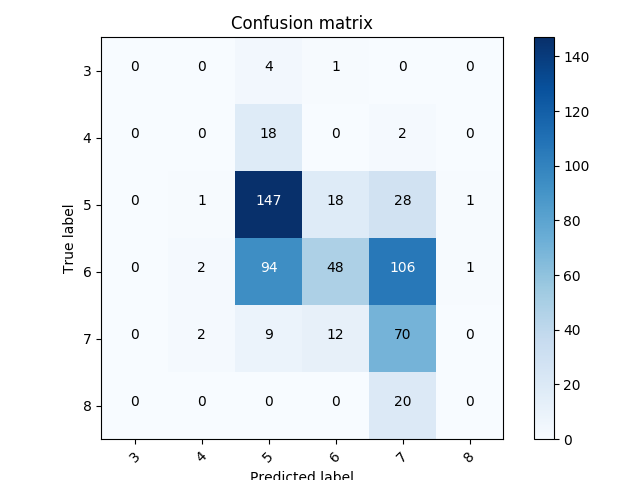 Confusion matrix
3 0 0 4 1 0 0
4 0 0 18 0 2 0
5 0 1 147 18 28 1
6 0 2 94 48 106 1
7 0 2 9 12 70 0
8 0 0 0 0 20 0
3 4 5 6 7 8
True label
Predicted label
140
120
100
80
60
40
20
0